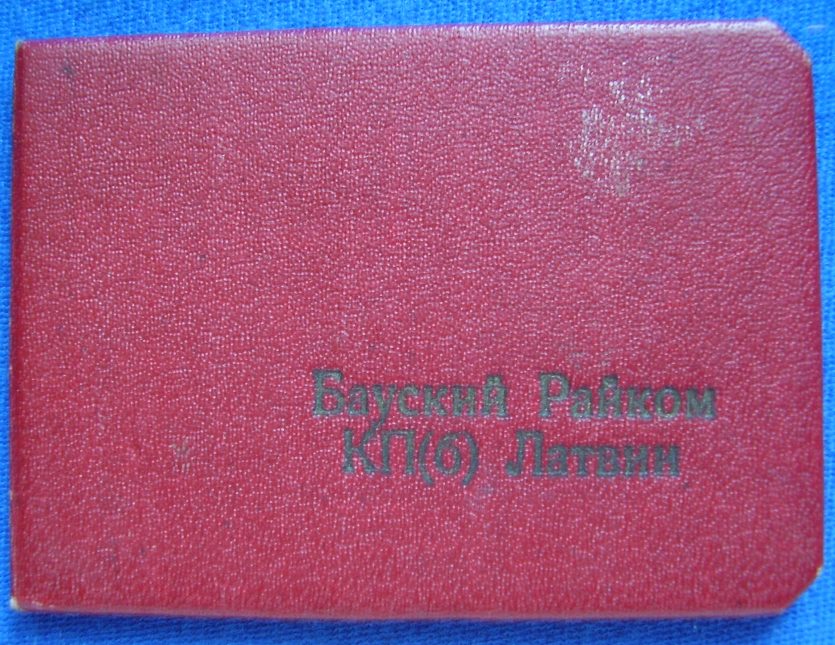 Бауский Райком
КП(б) Латвии